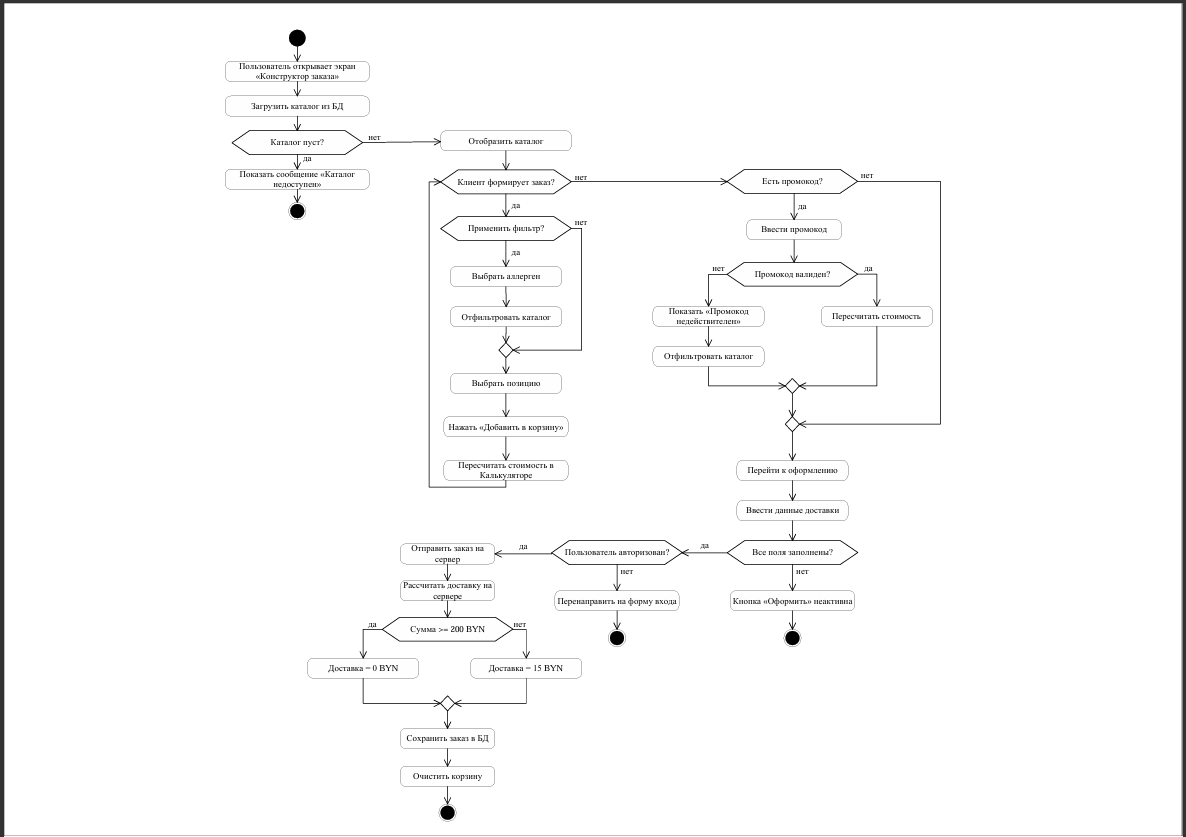 Пользователь открывает экран
«Конструктор заказа»
Загрузить каталог из БД
Каталог пуст?
нет
да
Показать сообщение «Каталог
недоступен»
Отобразить каталог
Клиент формирует заказ?
нет
да
Применить фильтр?
нет
да
Выбрать аллерген
Отфильтровать каталог
Выбрать позицию
Нажать «Добавить в корзину»
Пересчитать стоимость в
Калькуляторе
Есть промокод?
нет
да
Ввести промокод
Промокод валиден?
нет
да
Показать «Промокод
недействителен»
Отфильтровать каталог
Пересчитать стоимость
Перейти к оформлению
Ввести данные доставки
Все поля заполнены?
да
нет
Кнопка «Оформить» неактивна
Пользователь авторизован?
да
нет
Перенаправить на форму входа
Отправить заказ на
сервер
Рассчитать доставку на
сервере
Сумма >= 200 BYN
да
нет
Доставка = 0 BYN
Доставка = 15 BYN
Сохранить заказ в БД
Очистить корзину